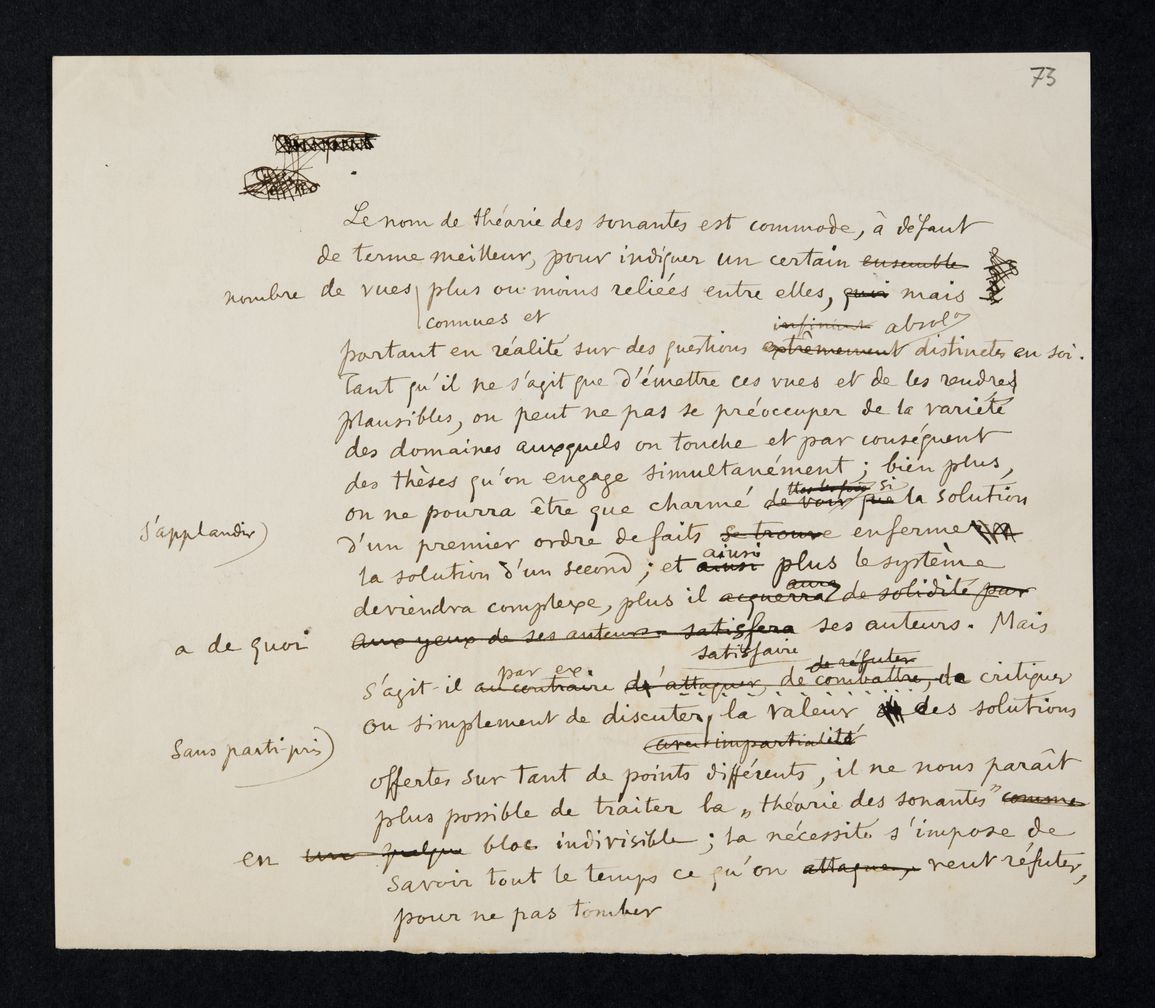 73
Le nom de théorie des sonantes est commode, à défaut
de terme meilleur, pour indiquer un certain ensemble
nombre de vues plus ou moins reliées entre elles, qui mais
connues et
infiniment absolt
portant en réalité sur des questions extrêmement distinctes en soi.
Tant qu'il ne s'agit que d'émettre ces vues et de les rendres
plausibles, on peut ne pas se préoccuper de la variété
des domaines auxquels on touche et par conséquent
des thèses qu'on engage simultanément ; bien plus,
si
on ne pourra être que charmé de voir que la solution
s'applaudir
d'un premier ordre de faits se trouve enfermer
ainsi
la solution d'un second ; et ainsi plus le système
aura
deviendra complexe, plus il acquerra de solidité par
a de quoi aux yeux de ses auteurs. satisfera ses auteurs. Mais
satisfaire
par ex. de réfuter
s'agit-il au contraire d'attaquer, de combattre, de critiquer
ou simplement de discuter, la valeur des solutions
sans parti-pris avec impartialité
offertes sur tant de points différents, il ne nous paraît
plus possible de traiter la „théorie des sonantes" comme
en un quelque bloc indivisible ; la nécessité s'impose de
savoir tout le temps ce qu'on attaque, veut réfuter,
pour ne pas tomber